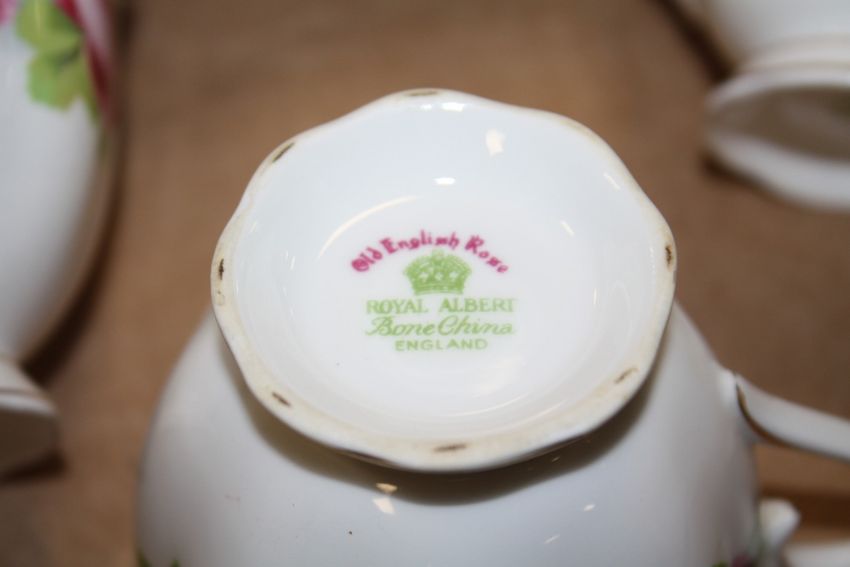 Old English Rose
ROYAL ALBERT
Bone China
ENGLAND